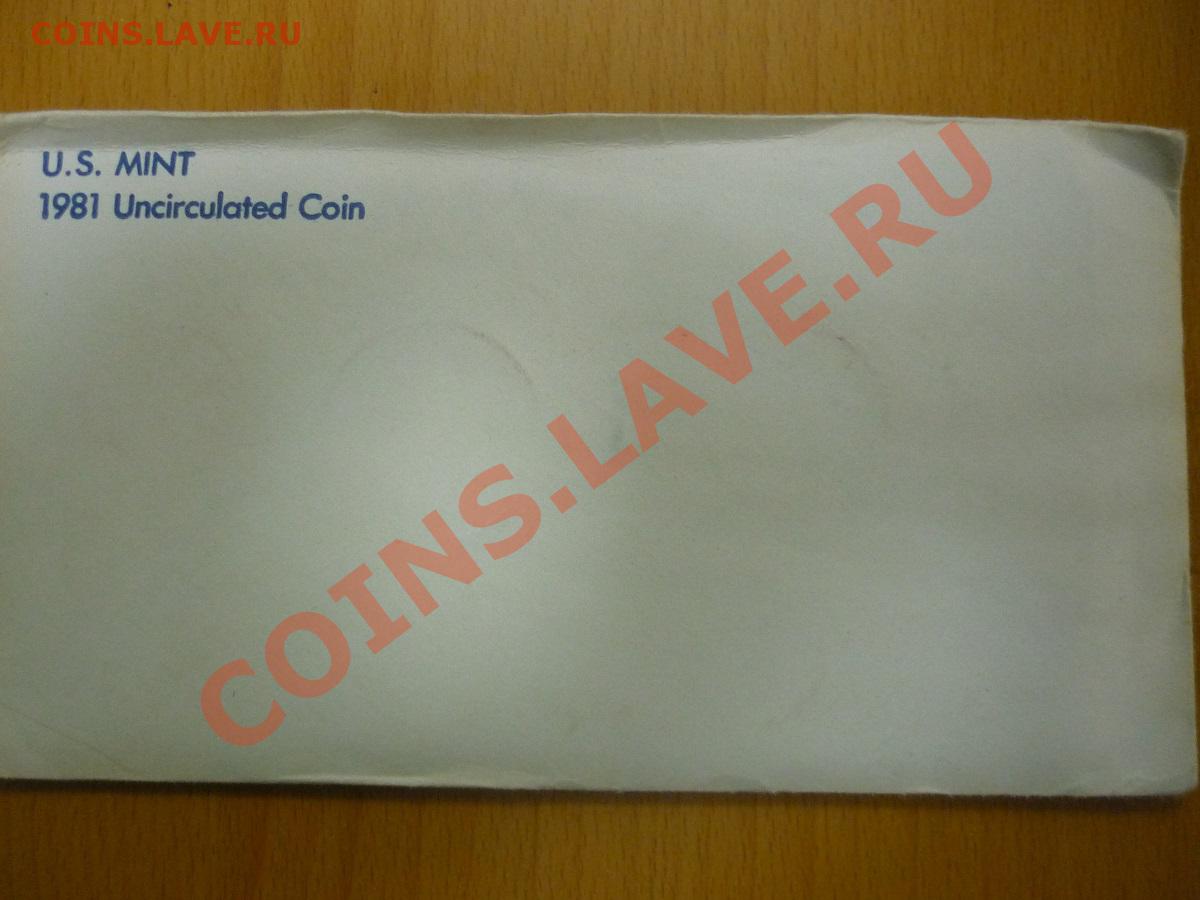 COINS.LAVE.RU
U.S. MINT
1981 Uncirculated Coin
COINS.LAVE.RU